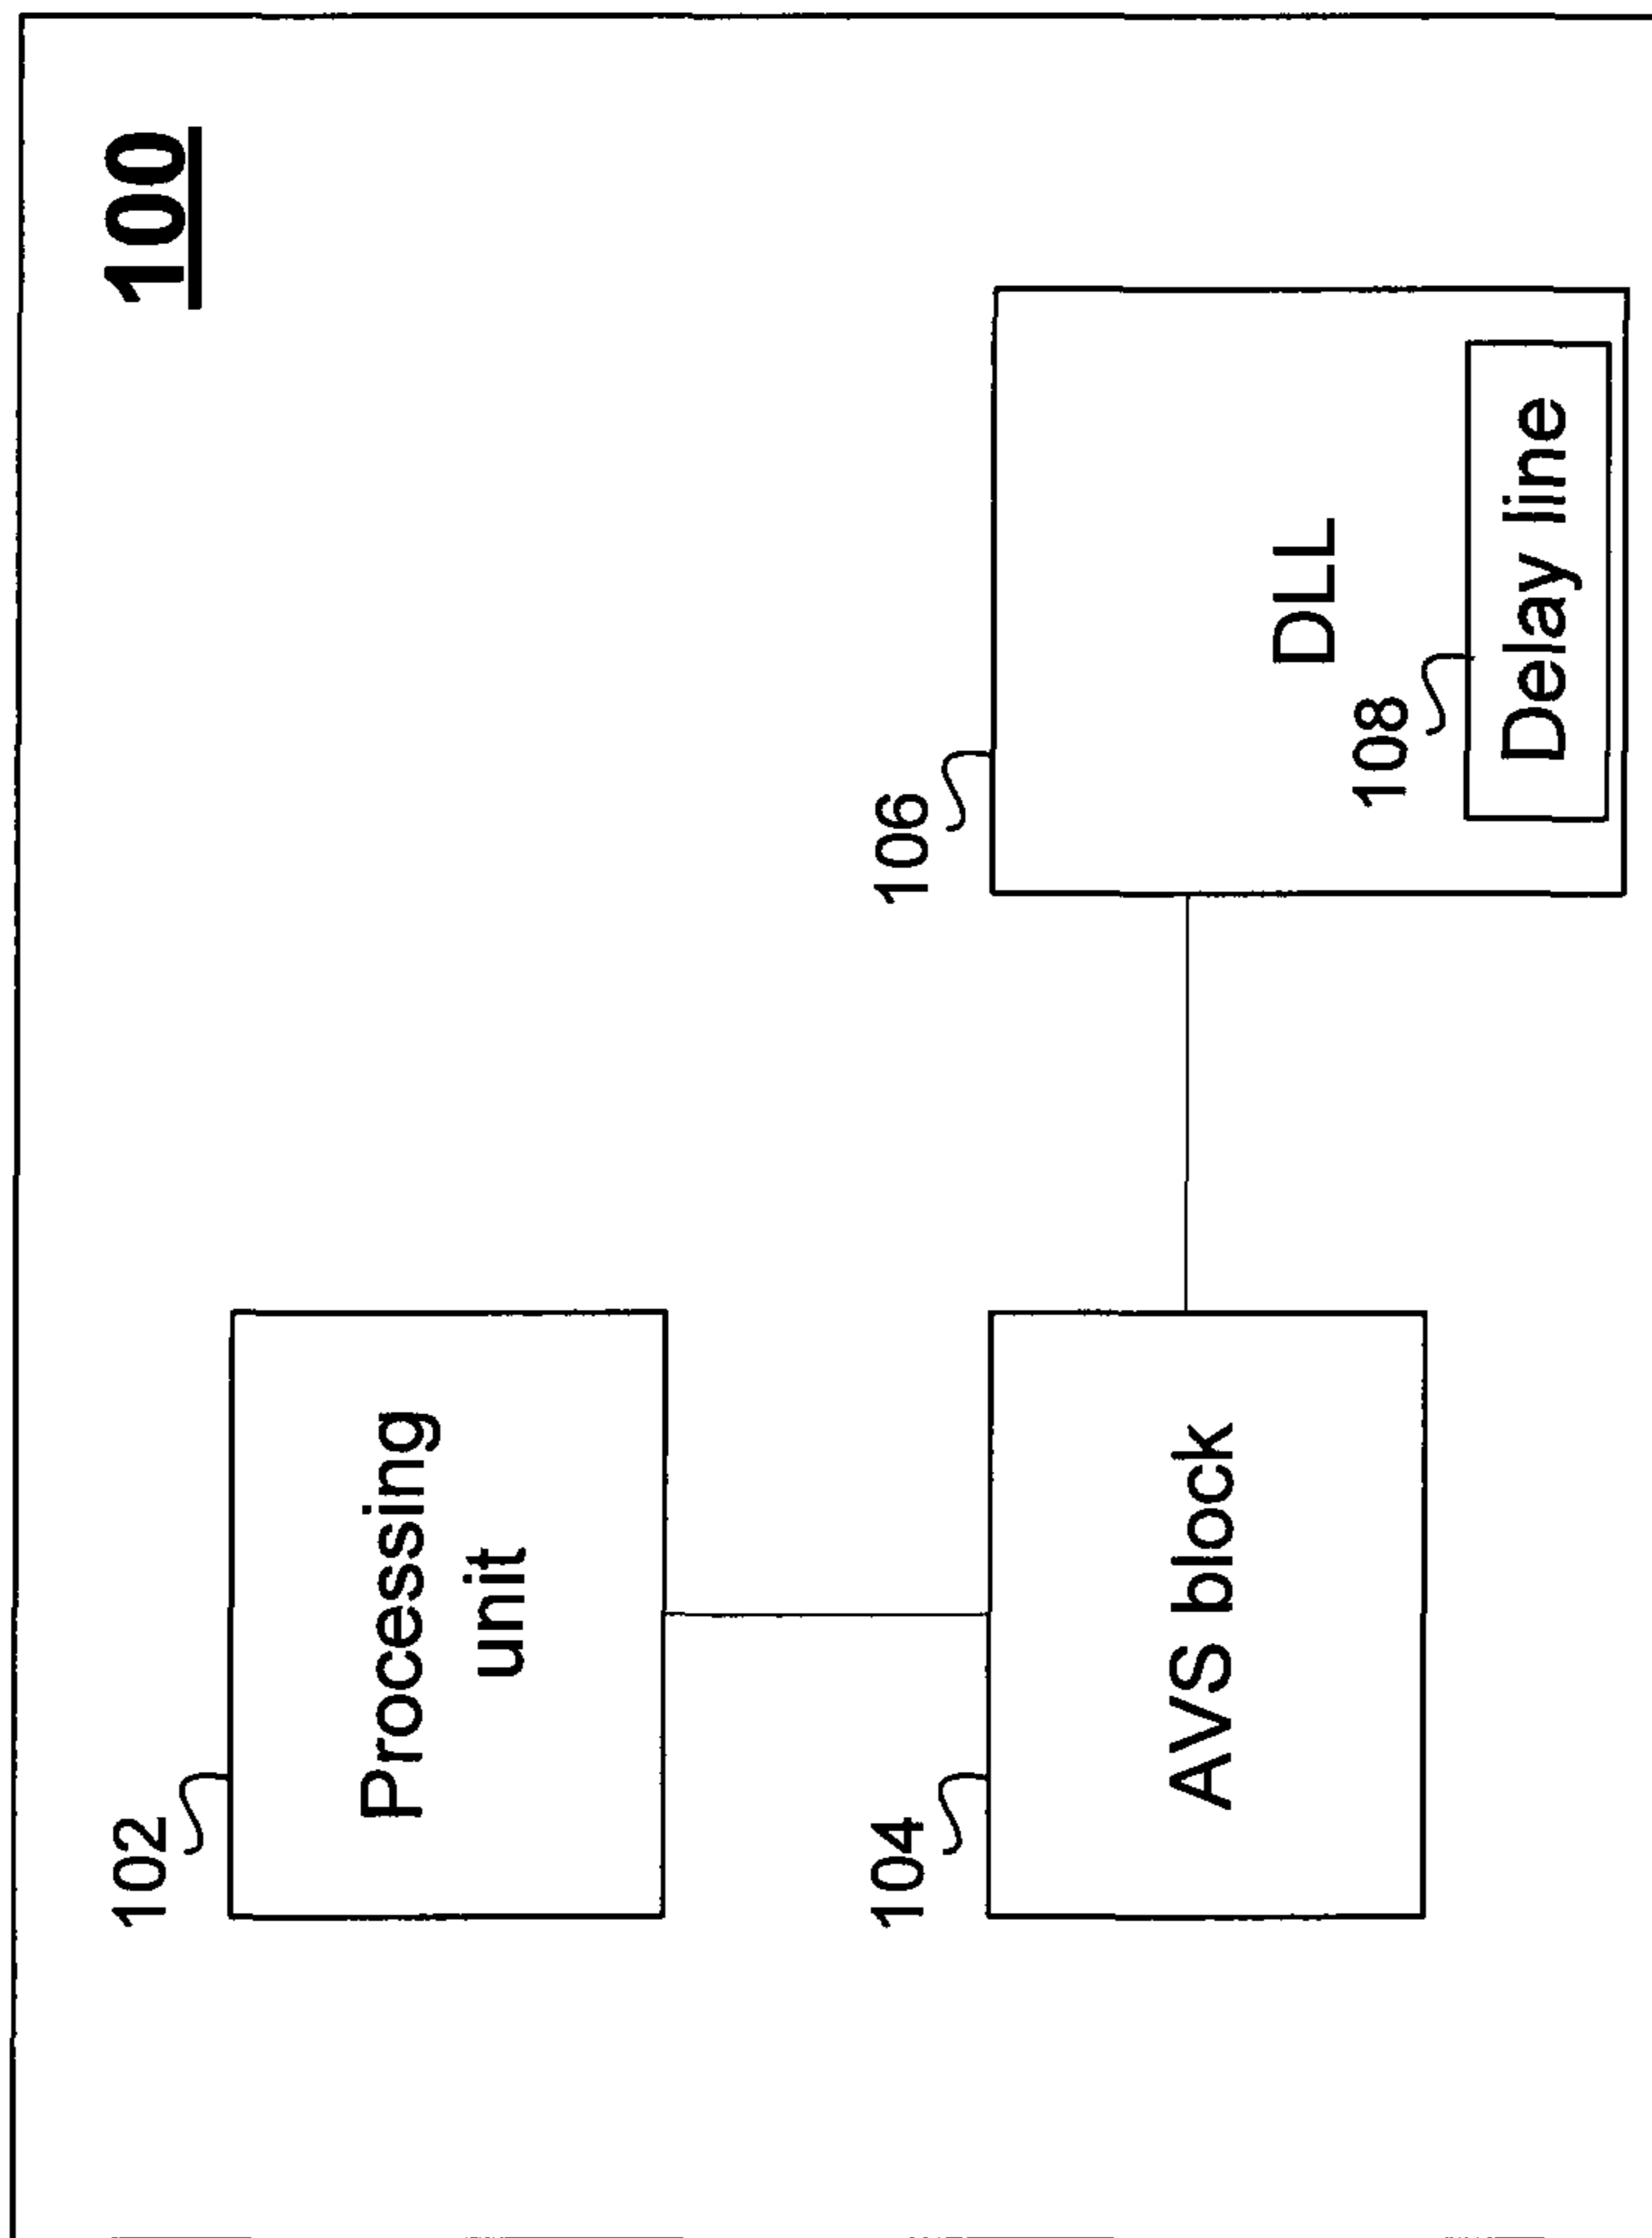 100
102
Processing
unit
104
AVS block
106
DLL
108
Delay line